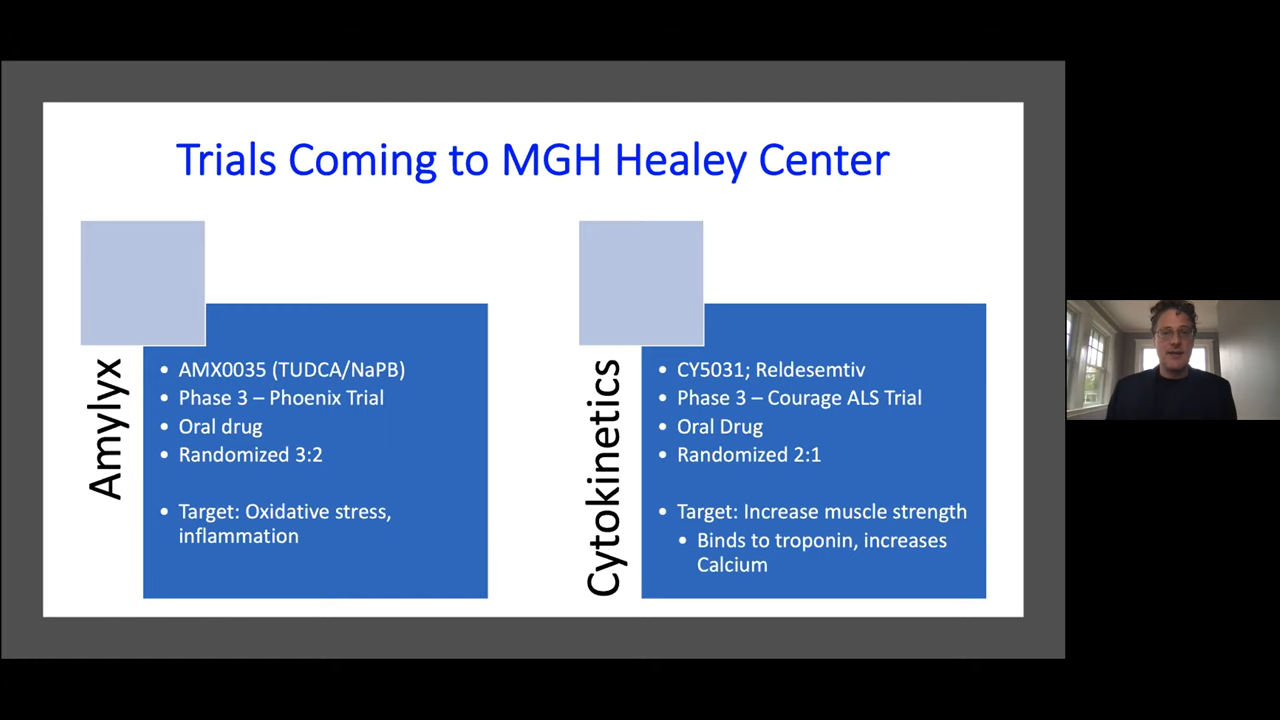 Trials Coming to MGH Healey Center
Amylyx
• AMX0035 (TUDCA/NaPB)
• Phase 3 – Phoenix Trial
• Oral drug
• Randomized 3:2
• Target: Oxidative stress,
inflammation
Cytokinetics
• CY5031; Reldesemtiv
• Phase 3 – Courage ALS Trial
• Oral Drug
• Randomized 2:1
• Target: Increase muscle strength
• Binds to troponin, increases
Calcium